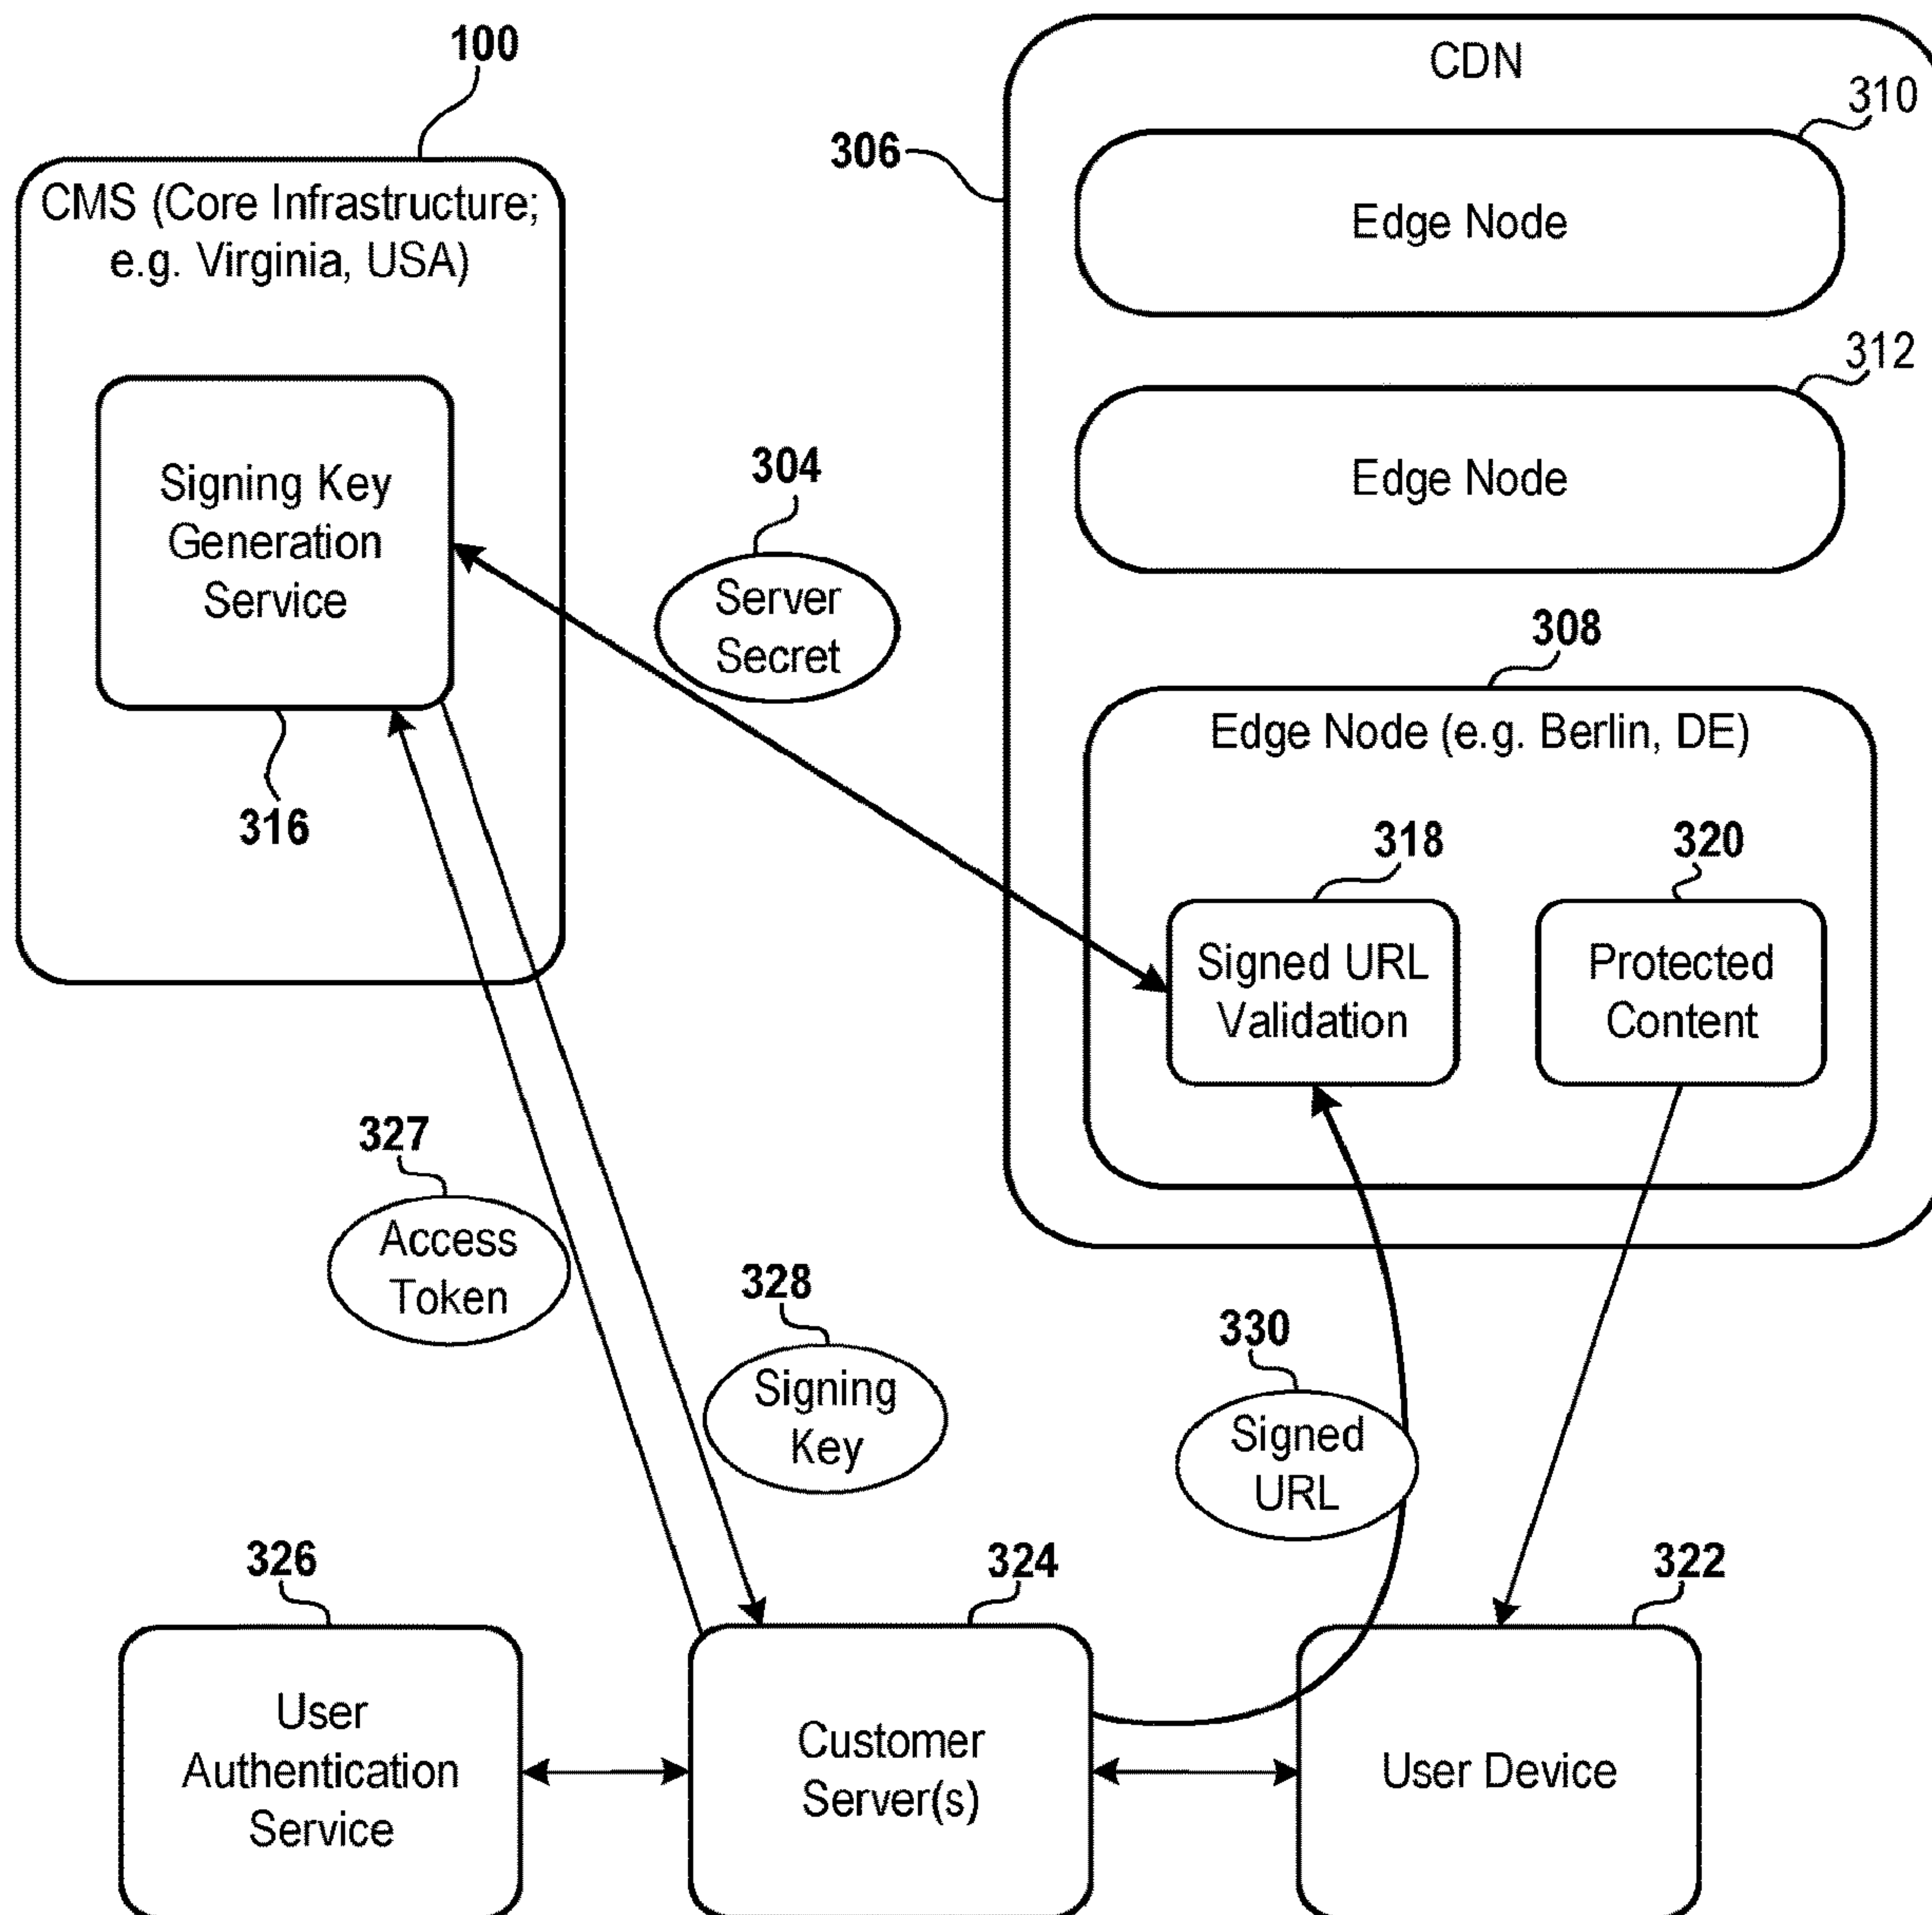 100
CMS (Core Infrastructure;
e.g. Virginia, USA)
Signing Key
Generation
Service
316
304
Server
Secret
306
CDN
310
Edge Node
312
Edge Node
308
Edge Node (e.g. Berlin, DE)
318
Signed URL
Validation
320
Protected
Content
327
Access
Token
328
Signing
Key
330
Signed
URL
326
User
Authentication
Service
324
Customer
Server(s)
322
User Device